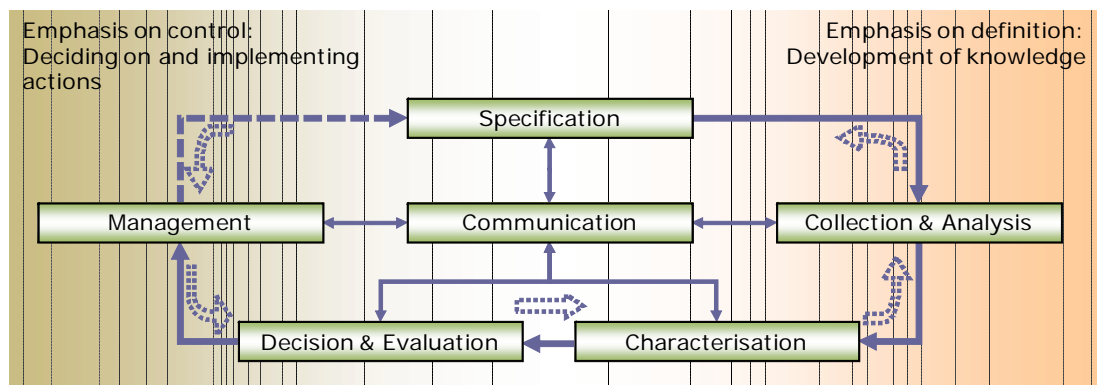 Emphasis on control:
Deciding on and implementing
actions
Emphasis on definition:
Development of knowledge
Specification
Management
Communication
Collection & Analysis
Decision & Evaluation
Characterisation